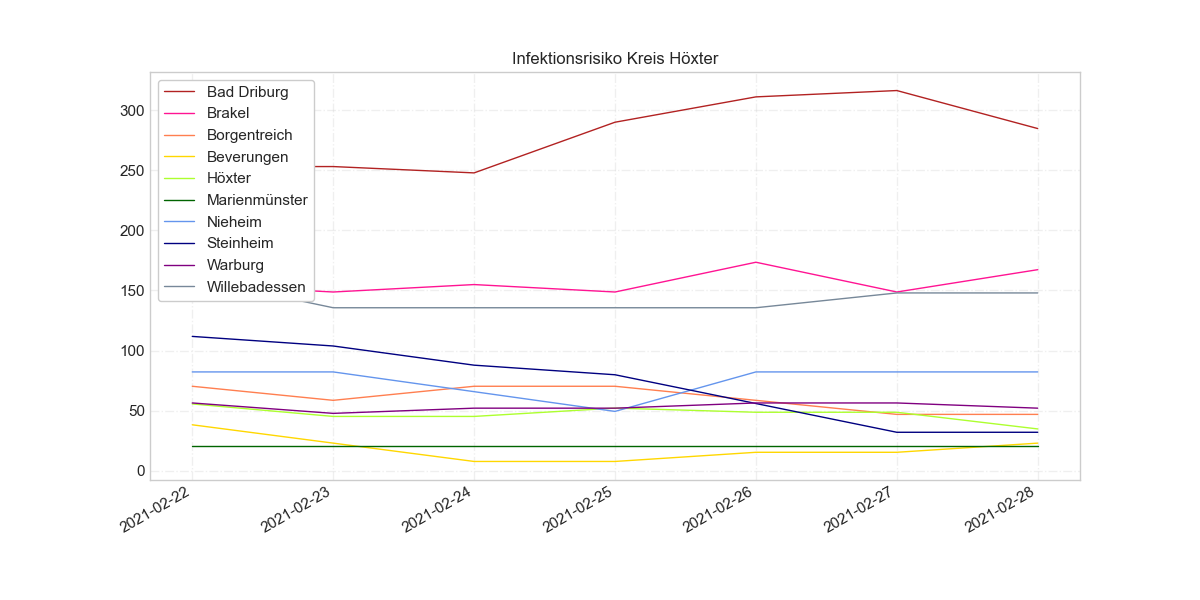 Infektionsrisiko Kreis Höxter
Bad Driburg
Brakel
Borgentreich
Beverungen
Höxter
Marienmünster
Nieheim
Steinheim
Warburg
Willebadessen
300
250
200
150
100
50
0
2021-02-22
2021-02-23
2021-02-24
2021-02-25
2021-02-26
2021-02-27
2021-02-28